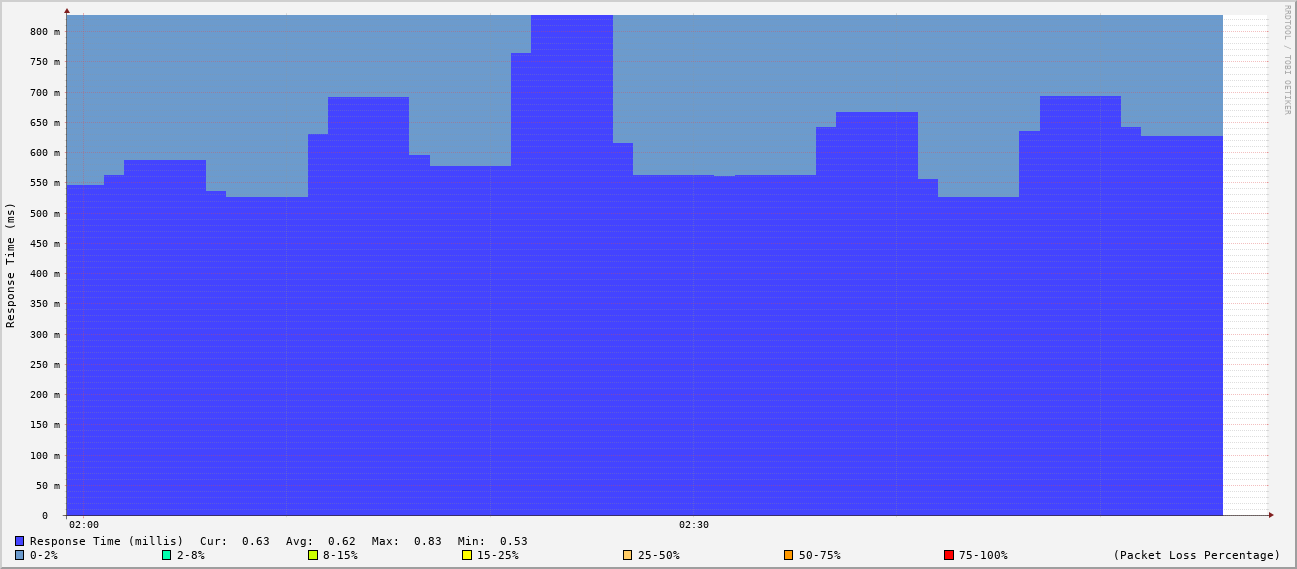 RRDTOOL / TOBI OETIKER
Response Time (ms)
800 m
750 m
700 m
650 m
600 m
550 m
500 m
450 m
400 m
350 m
300 m
250 m
200 m
150 m
100 m
50 m
0
02:00 02:30
Response Time (millis) Cur: 0.63 Avg: 0.62 Max: 0.83 Min: 0.53
0-2% 2-8% 8-15% 15-25% 25-50% 50-75% 75-100% (Packet Loss Percentage)